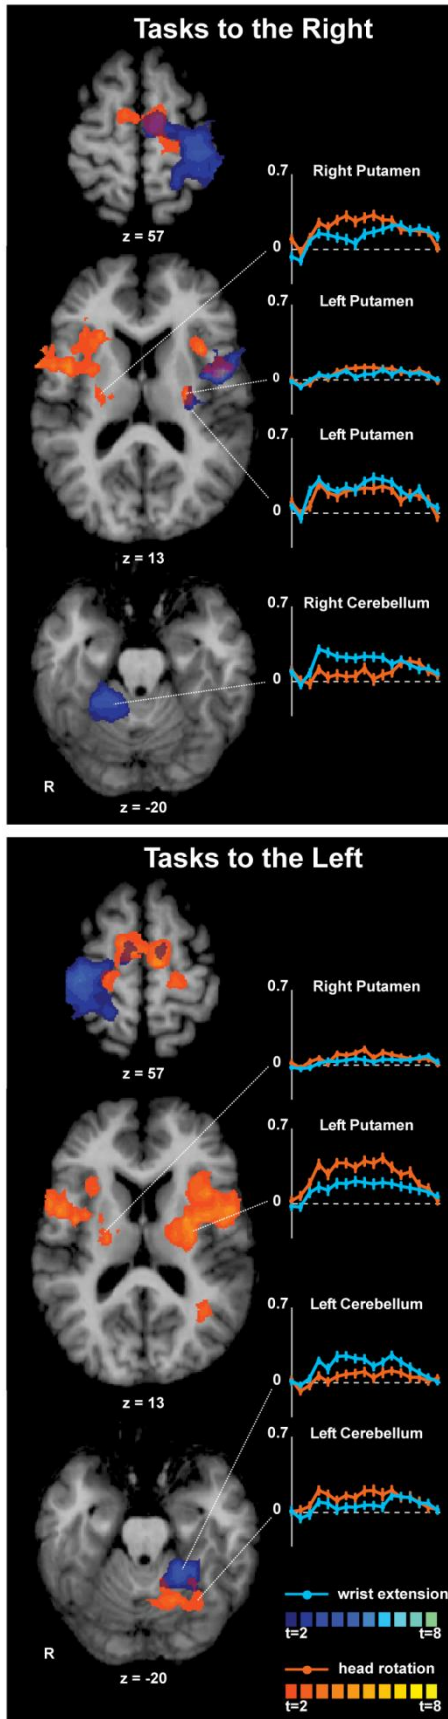 Tasks to the Right
0.7
Right Putamen
0
z = 57
0.7
Left Putamen
0
Left Putamen
0.7
0
z = 13
0.7
Right Cerebellum
0
R
z = -20
Tasks to the Left
0.7
Right Putamen
0
z = 57
0.7
Left Putamen
0
0.7
Left Cerebellum
0
z = 13
0.7
Left Cerebellum
0
wrist extension
t=2 t=8
R
head rotation
z = -20
t=2 t=8